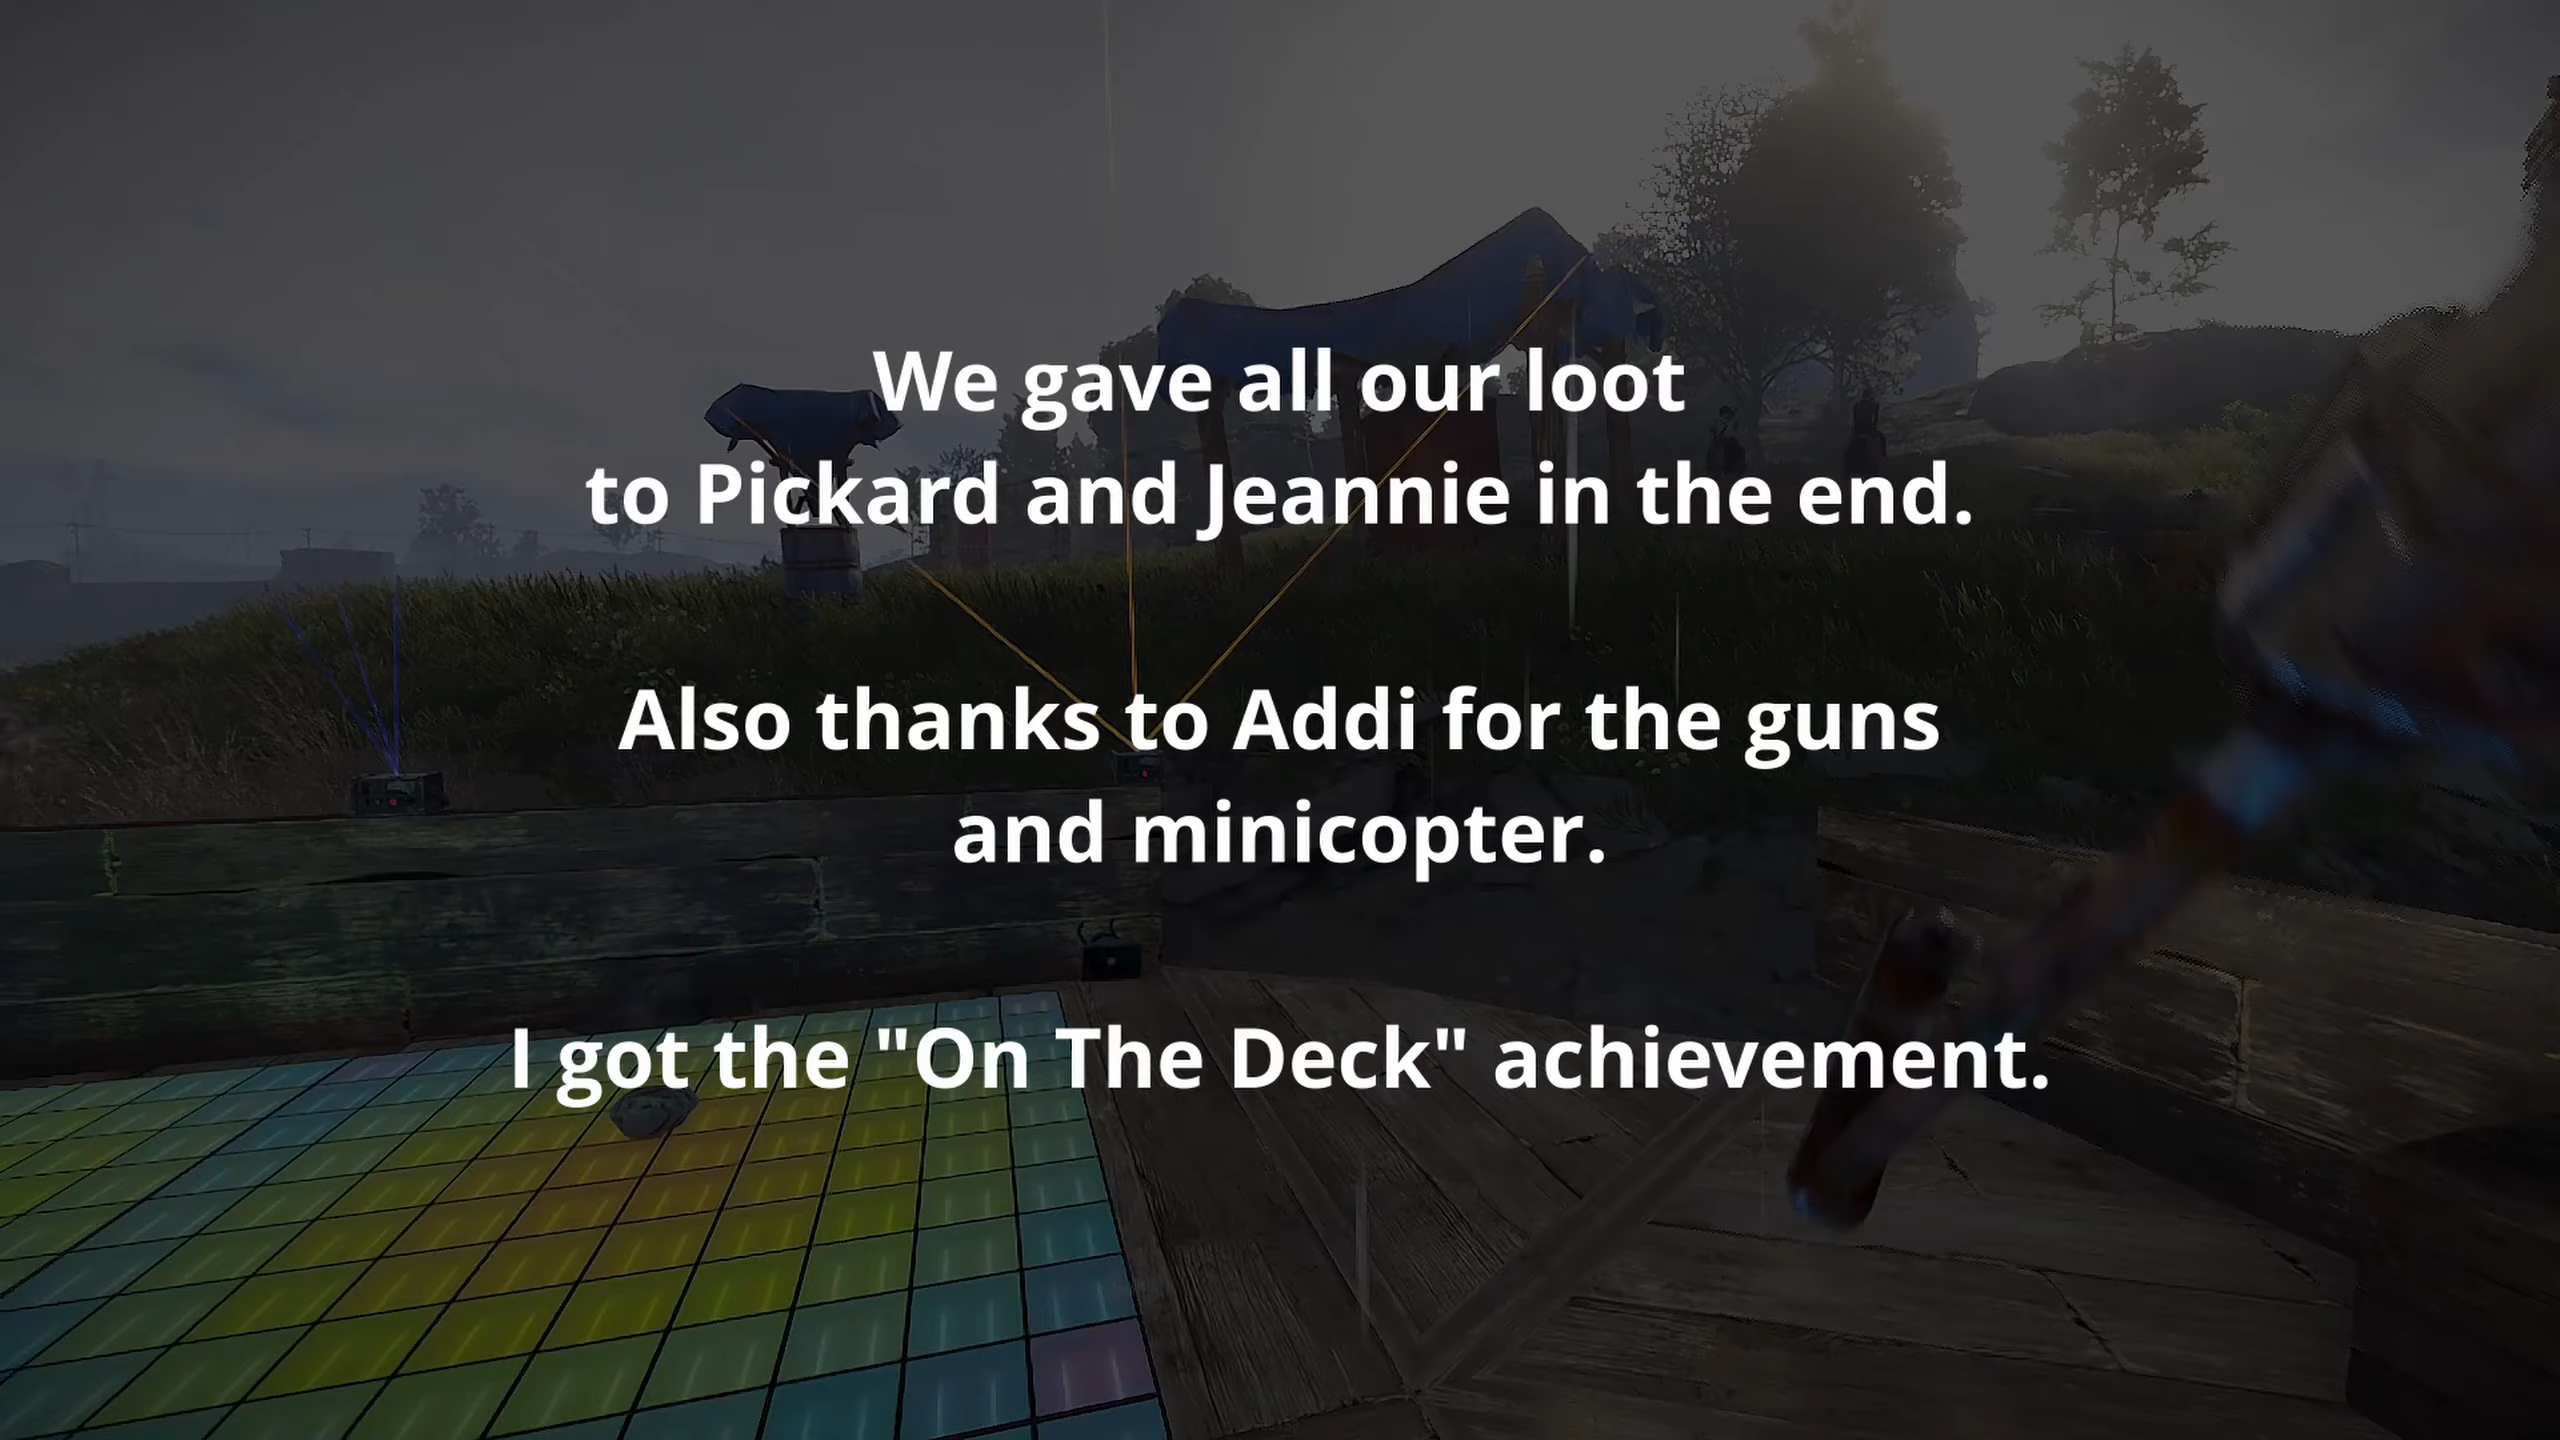 We gave all our loot
to Pickard and Jeannie in the end.
Also thanks to Addi for the guns
and minicopter.
I got the "On The Deck" achievement.